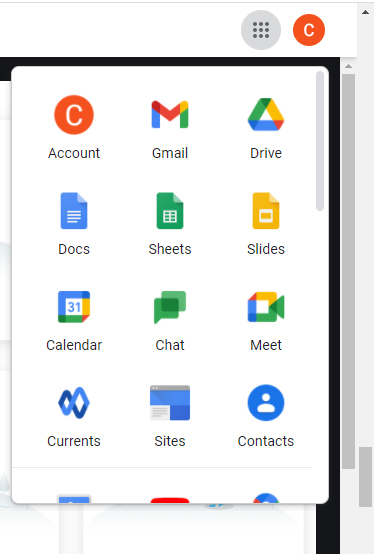 C
C
Account Gmail Drive
Docs Sheets Slides
31
Calendar Chat Meet
Currents Sites Contacts